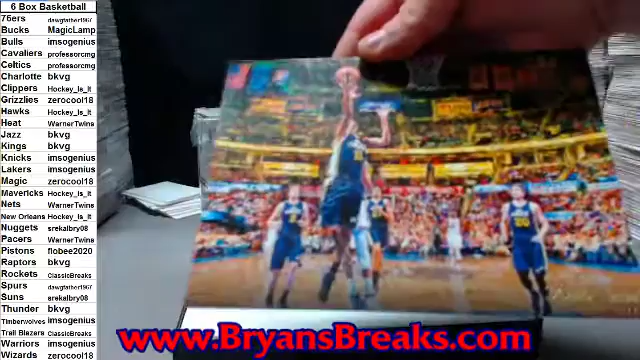 6 Box Basketball
76ers dawgfather1967
Bucks MagicLamp
Bulls imsogenius
Cavaliers professorcmg
Celtics professorcmg
Charlotte bkvg
Clippers Hockey_Is_It
Grizzlies zerocool18
Hawks Hockey_Is_It
Heat WarnerTwins
Jazz bkvg
Kings bkvg
Knicks imsogenius
Lakers imsogenius
Magic zerocool18
Mavericks Hockey_Is_It
Nets WarnerTwins
New Orleans Hockey_Is_It
Nuggets srekalbry08
Pacers WarnerTwins
Pistons flobee2020
Raptors bkvg
Rockets ClassicBreaks
Spurs dawgfather1967
Suns srekalbry08
Thunder bkvg
Timberwolves imsogenius
Trail Blazers ClassicBreaks
Warriors imsogenius
Wizards zerocool18
www.BryansBreaks.com